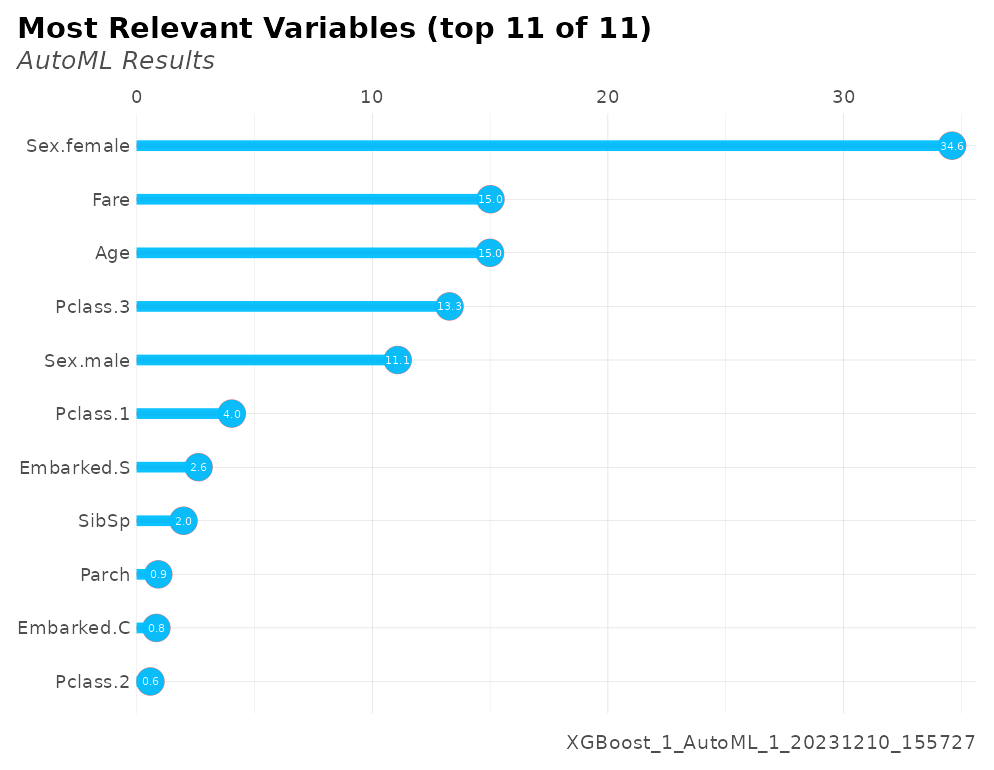 Most Relevant Variables (top 11 of 11)
AutoML Results
0 10 20 30
Sex.female 34.6
Fare 15.0
Age 15.0
Pclass.3 13.3
Sex.male 11.1
Pclass.1 4.0
Embarked.S 2.6
SibSp 2.0
Parch 0.9
Embarked.C 0.8
Pclass.2 0.6
XGBoost_1_AutoML_1_20231210_155727